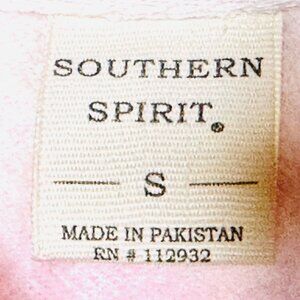 SOUTHERN
SPIRIT®
S
MADE IN PAKISTAN
RN # 112932